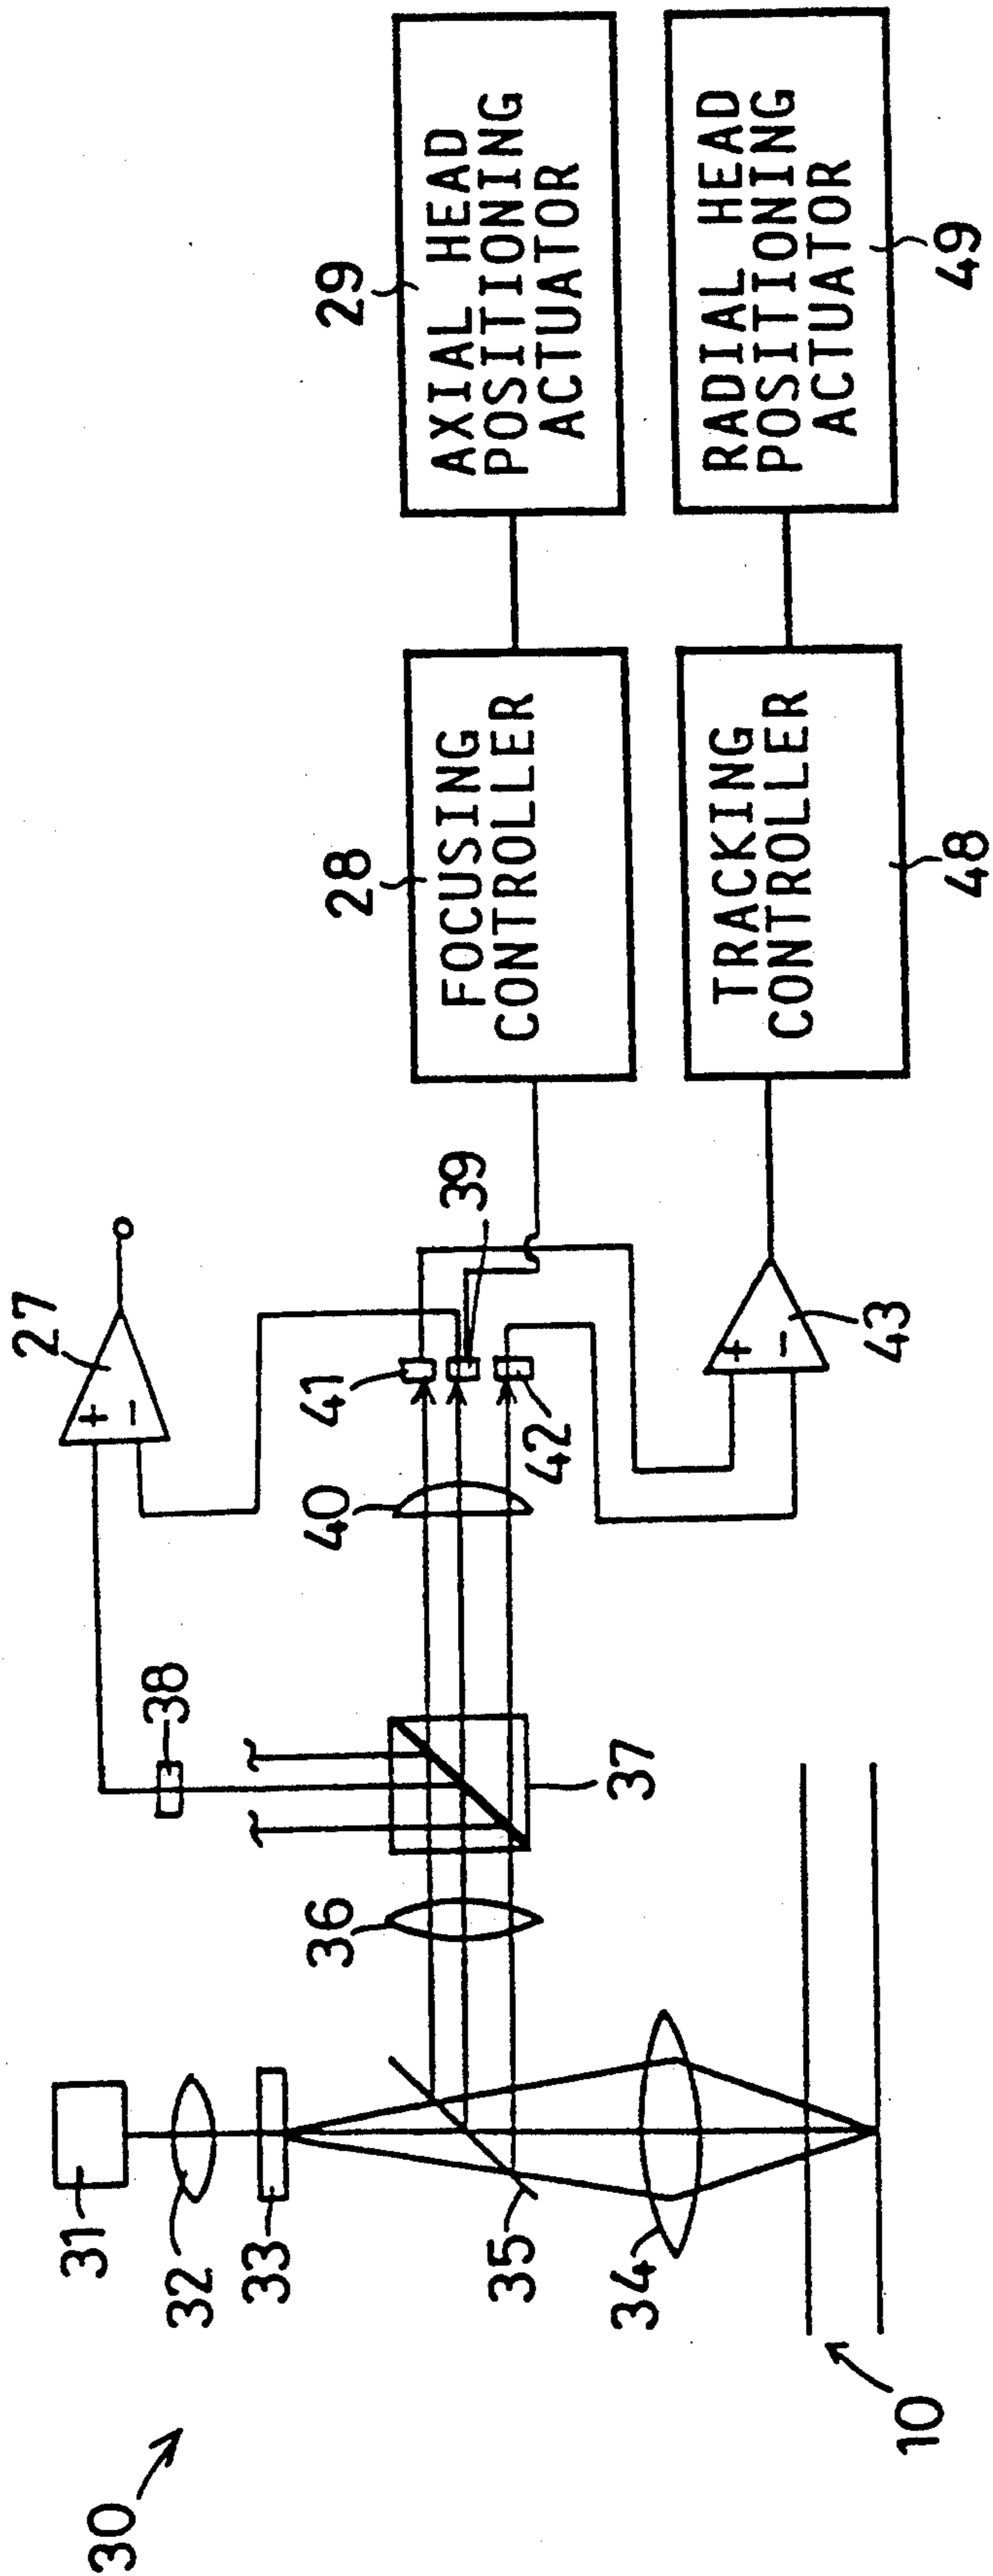 30
31
32
33
35
34
10
36
37
38
27
+
−
40
41
39
42
+
−
43
28
FOCUSING
CONTROLLER
29
AXIAL HEAD
POSITIONING
ACTUATOR
TRACKING
CONTROLLER
48
RADIAL HEAD
POSITIONING
ACTUATOR
49